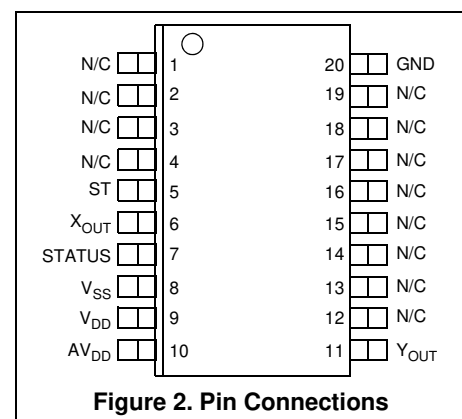 N/C 1 20 GND
N/C 2 19 N/C
N/C 3 18 N/C
N/C 4 17 N/C
ST 5 16 N/C
XOUT 6 15 N/C
STATUS 7 14 N/C
VSS 8 13 N/C
VDD 9 12 N/C
AVDD 10 11 YOUT
Figure 2. Pin Connections